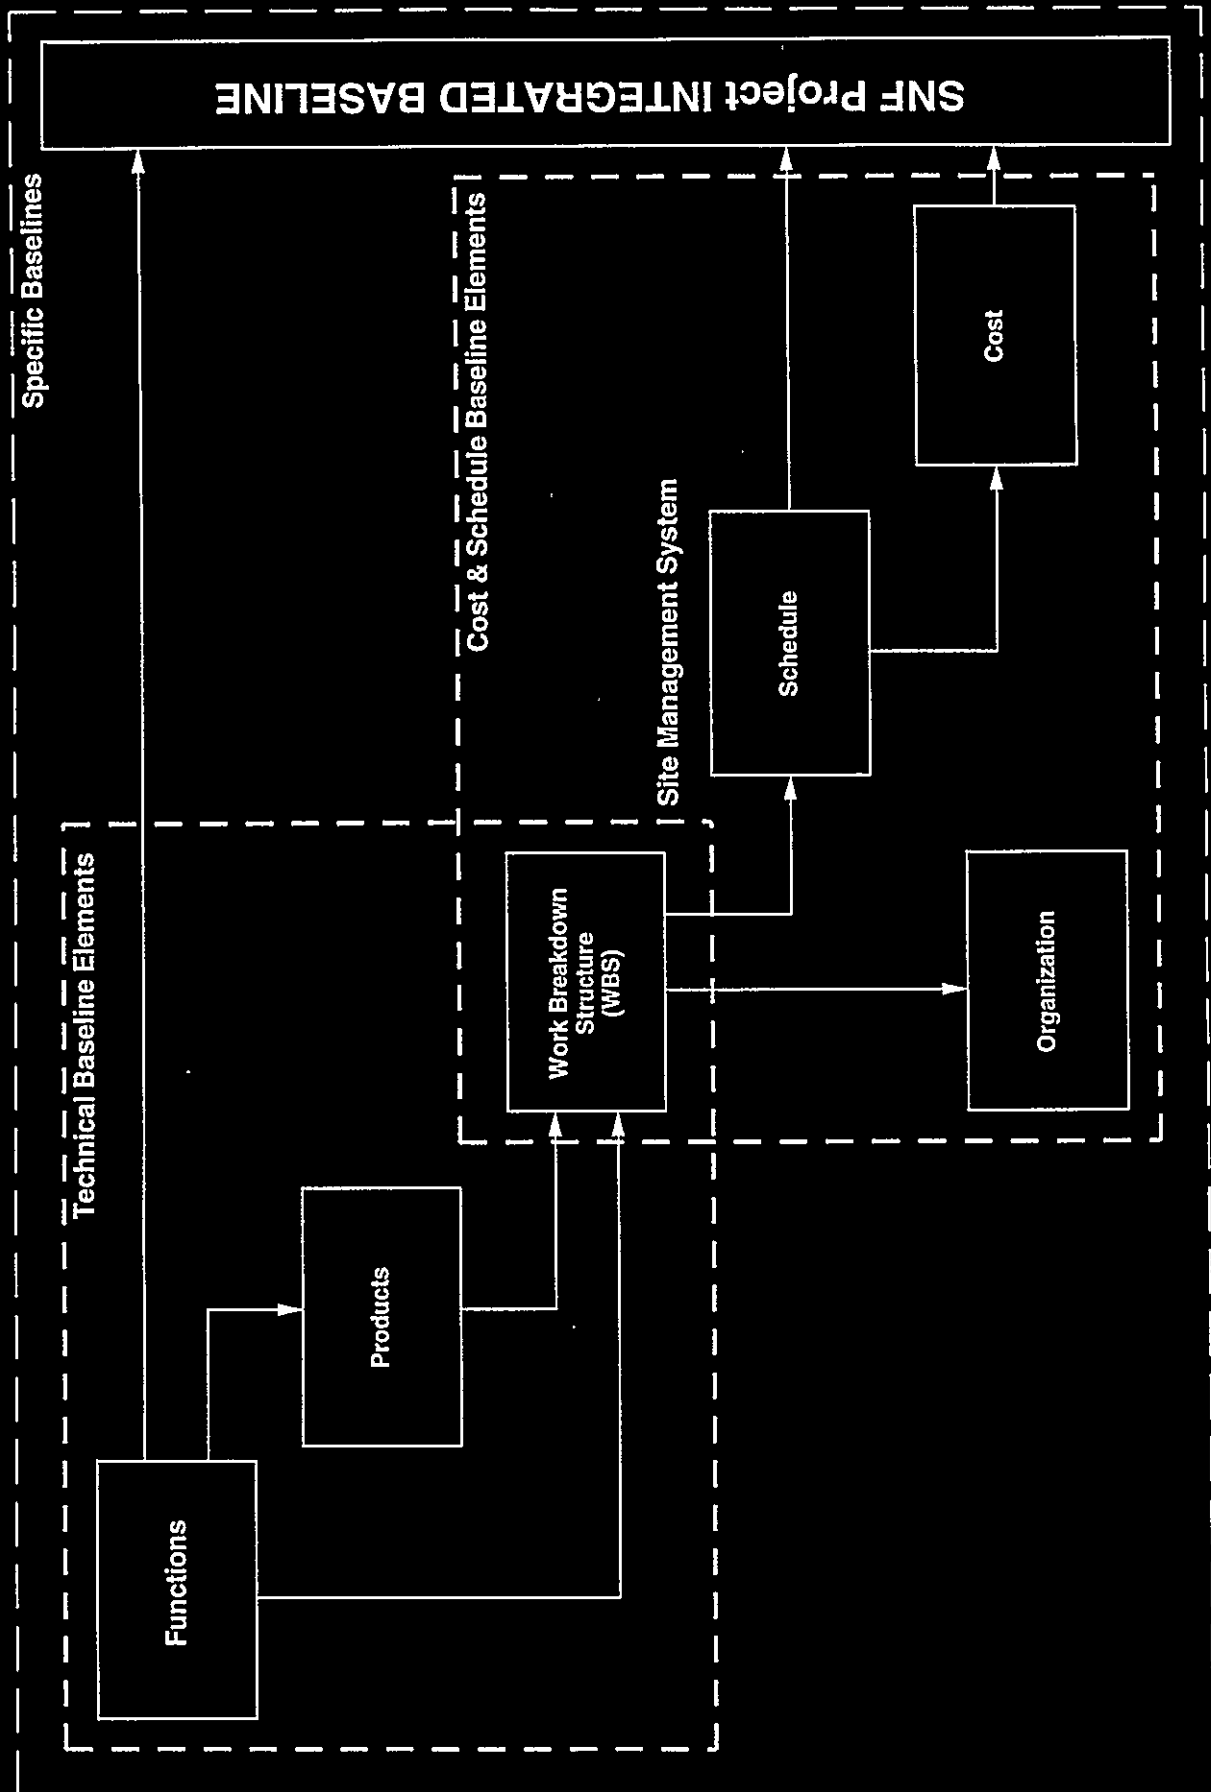 Specific Baselines
Technical Baseline Elements
Functions
Products
Cost & Schedule Baseline Elements
Work Breakdown
Structure
(WBS)
Site Management System
Schedule
Organization
Cost
SNF Project INTEGRATED BASELINE